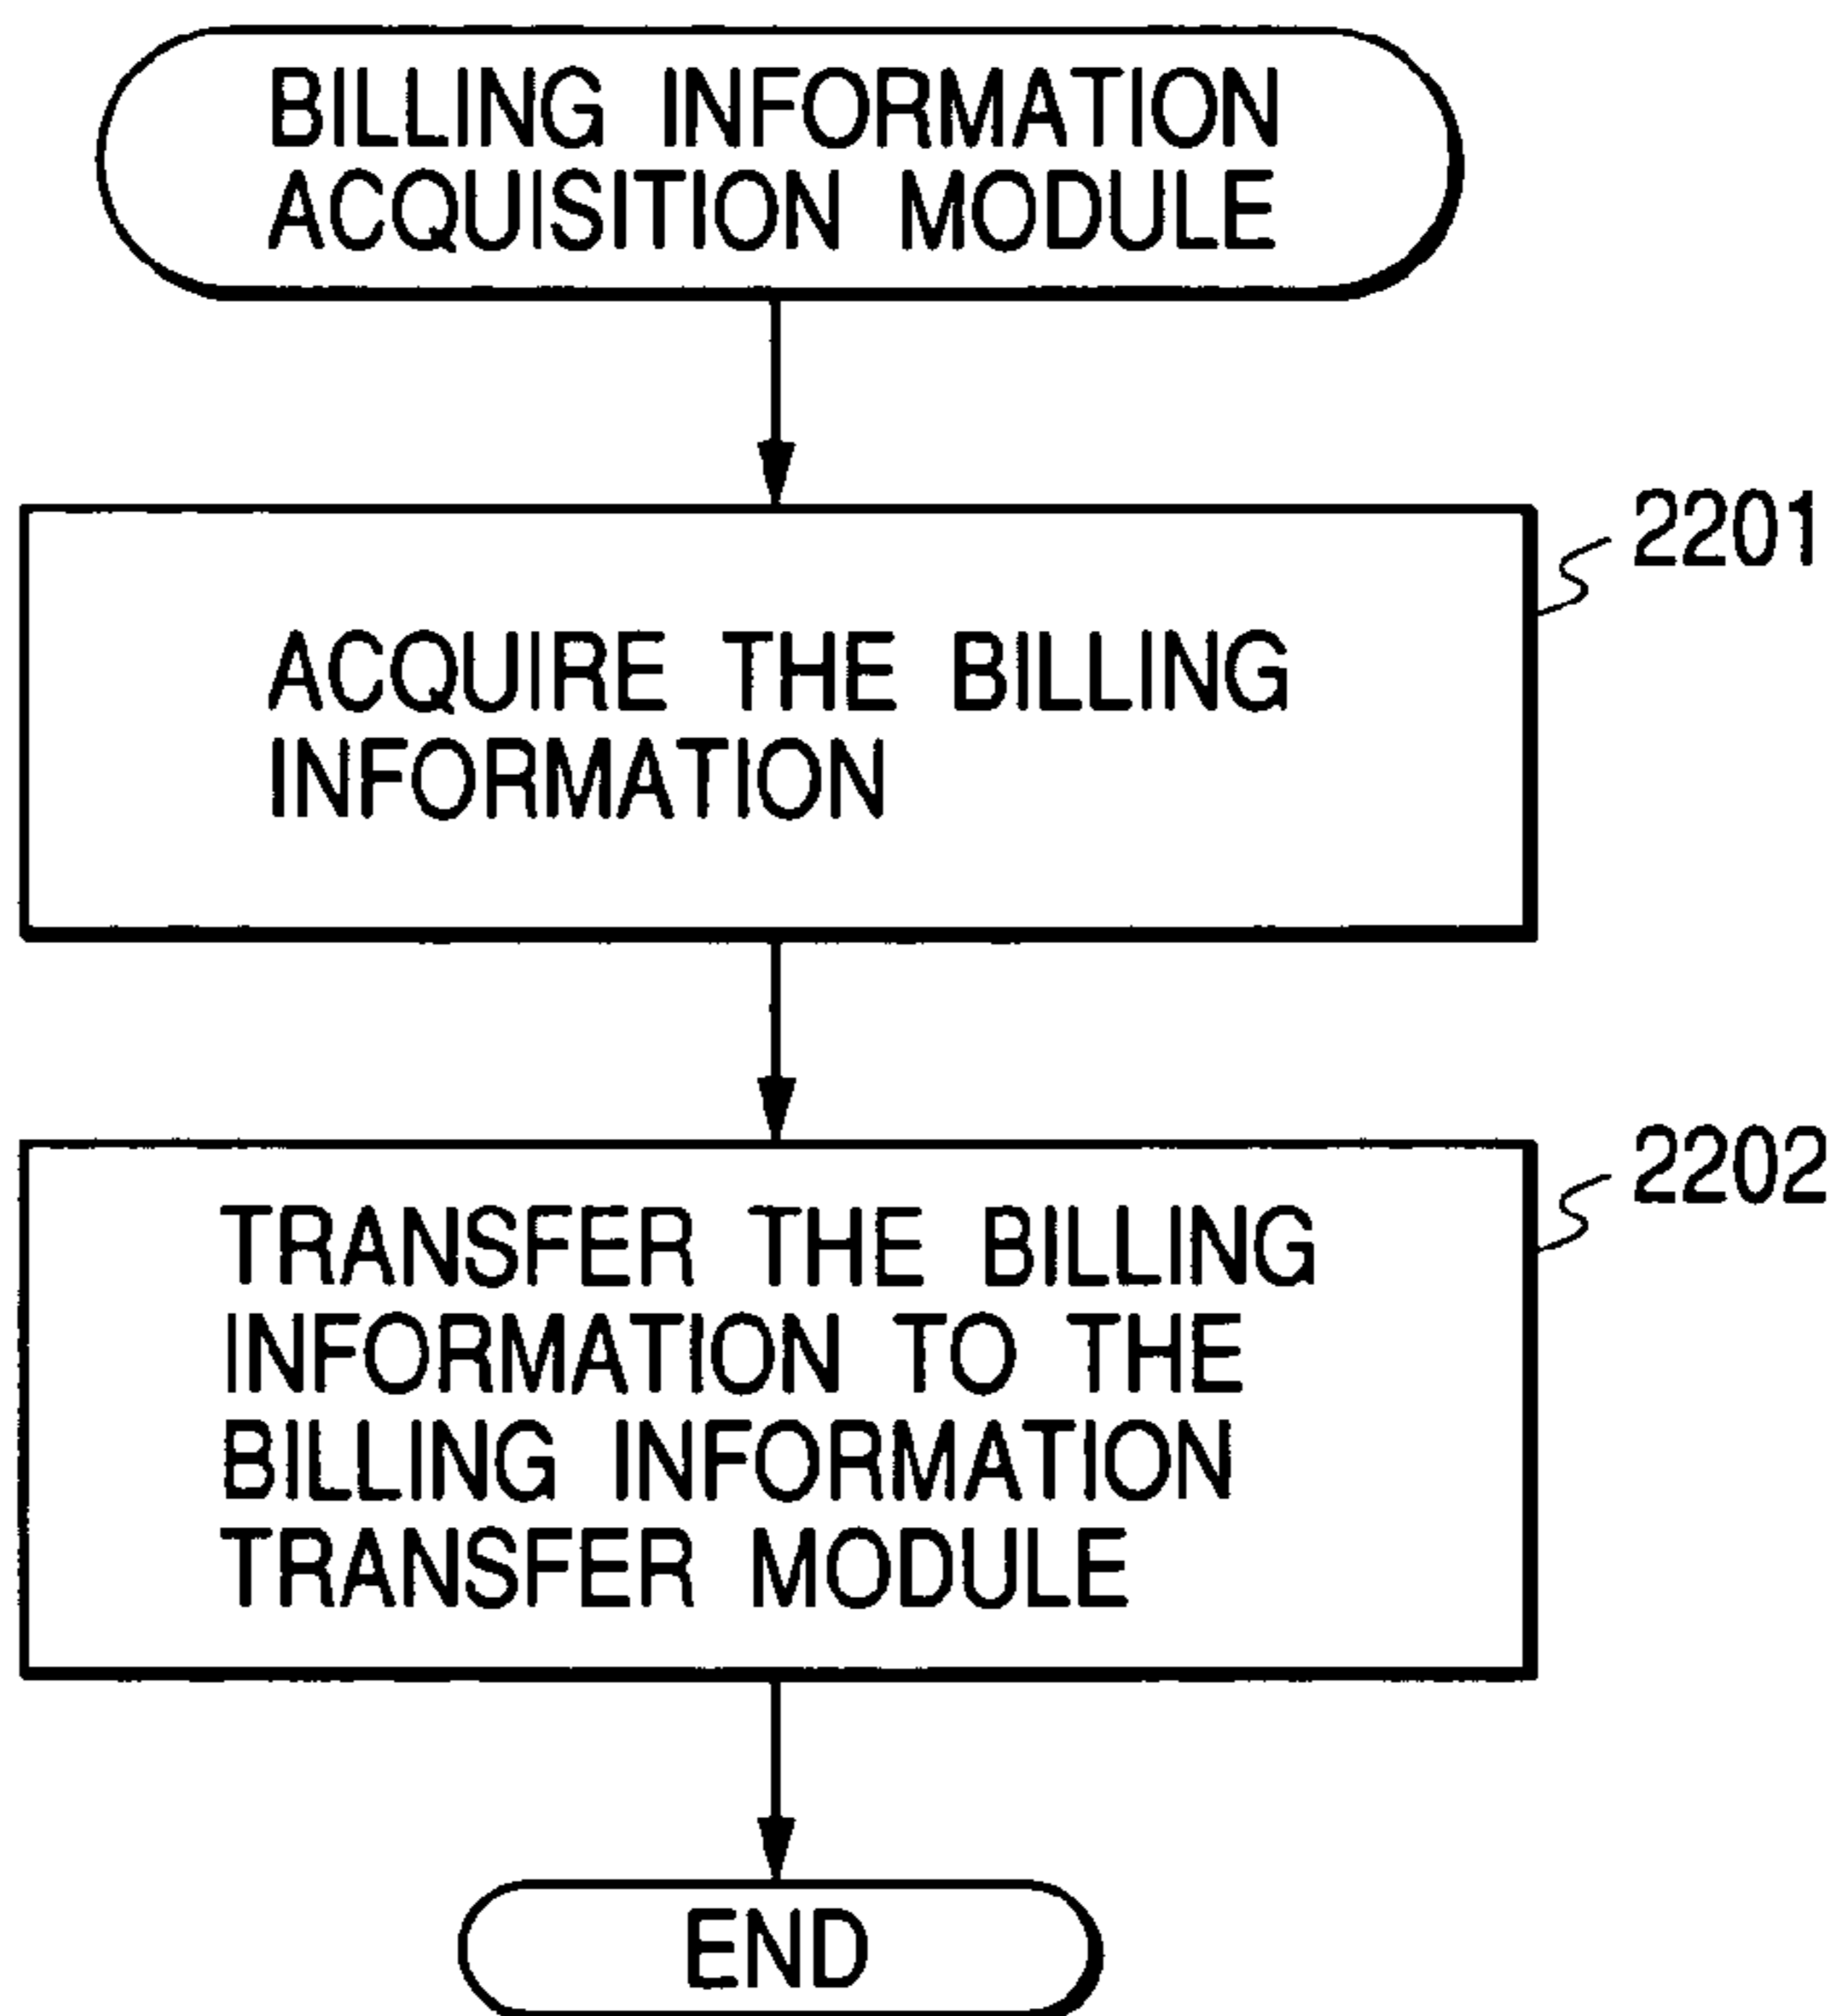 BILLING INFORMATION
ACQUISITION MODULE
2201
ACQUIRE THE BILLING
INFORMATION
2202
TRANSFER THE BILLING
INFORMATION TO THE
BILLING INFORMATION
TRANSFER MODULE
END